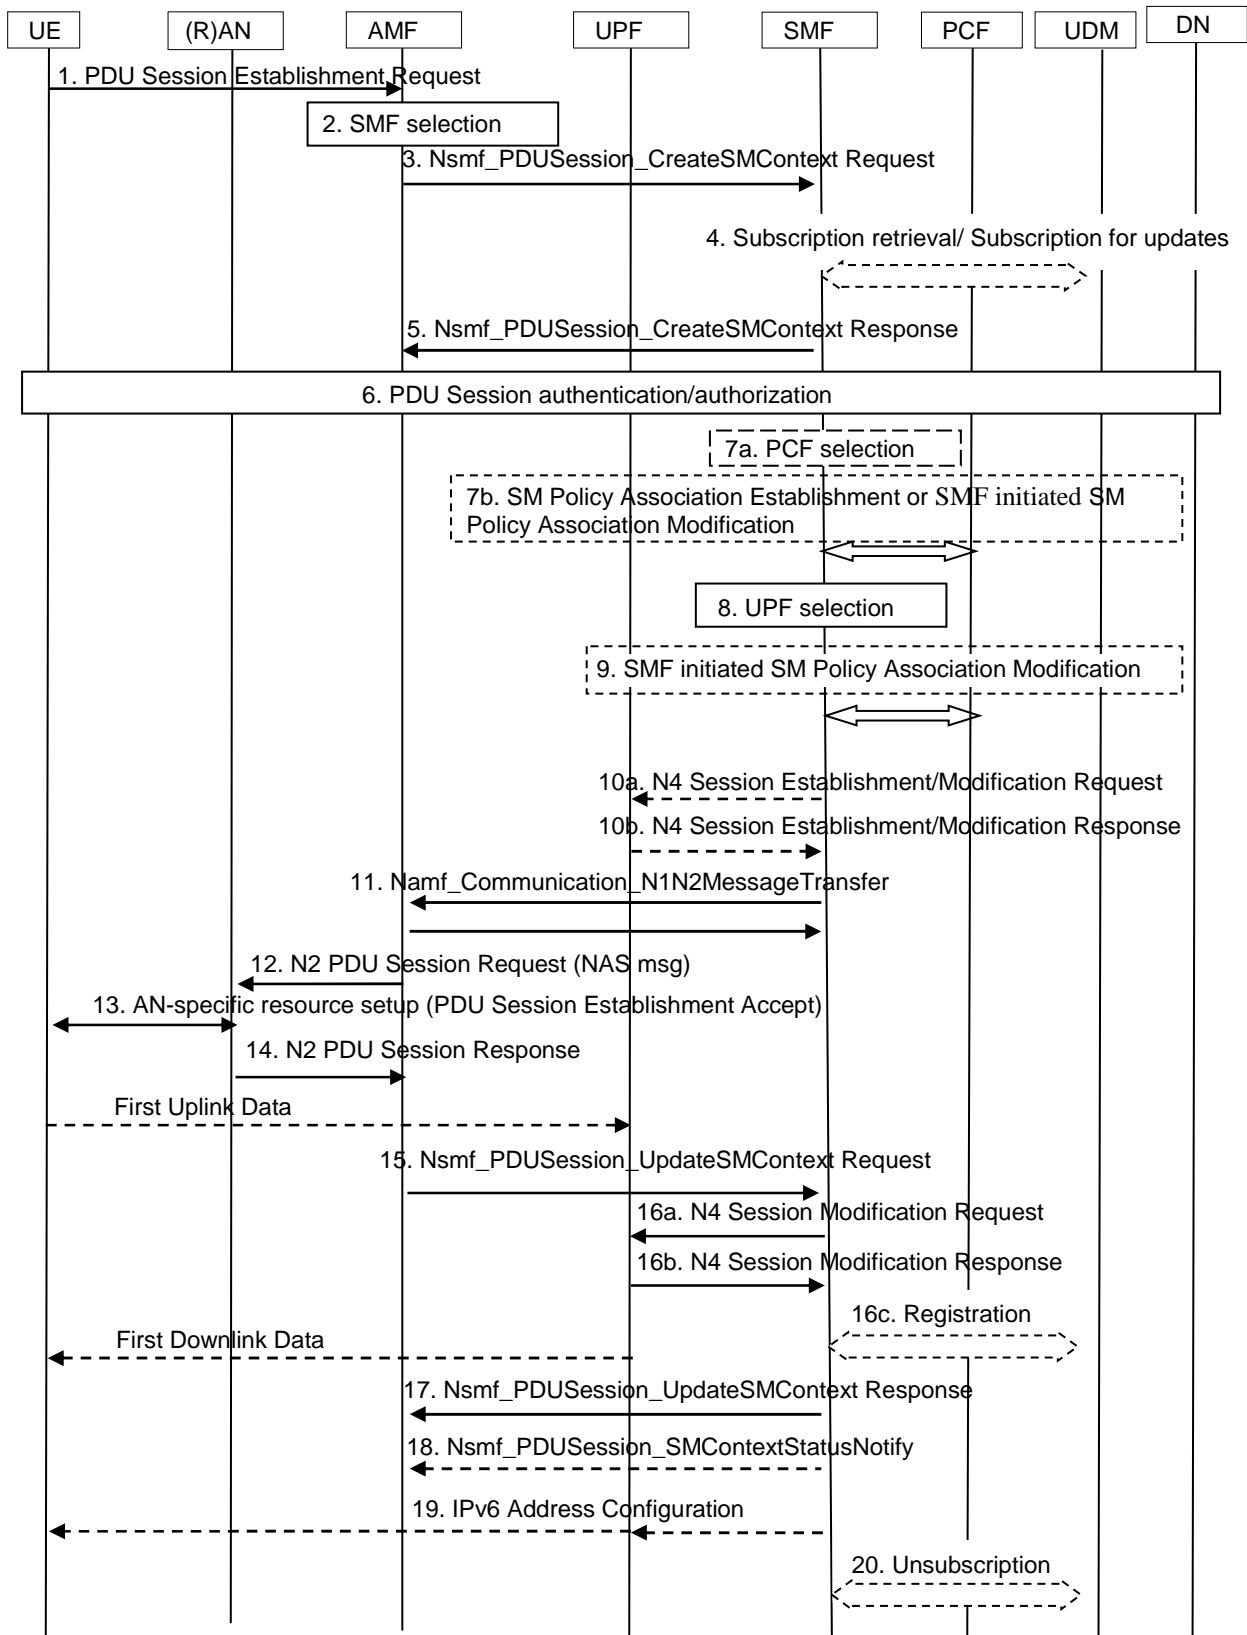 UE (R)AN AMF UPF SMF PCF UDM DN
1. PDU Session Establishment Request
2. SMF selection
3. Nsmf_PDUSession_CreateSMContext Request
4. Subscription retrieval/ Subscription for updates
5. Nsmf_PDUSession_CreateSMContext Response
6. PDU Session authentication/authorization
7a. PCF selection
7b. SM Policy Association Establishment or SMF initiated SM
Policy Association Modification
8. UPF selection
9. SMF initiated SM Policy Association Modification
10a. N4 Session Establishment/Modification Request
10b. N4 Session Establishment/Modification Response
11. Namf_Communication_N1N2MessageTransfer
12. N2 PDU Session Request (NAS msg)
13. AN-specific resource setup (PDU Session Establishment Accept)
14. N2 PDU Session Response
First Uplink Data
15. Nsmf_PDUSession_UpdateSMContext Request
16a. N4 Session Modification Request
16b. N4 Session Modification Response
16c. Registration
First Downlink Data
17. Nsmf_PDUSession_UpdateSMContext Response
18. Nsmf_PDUSession_SMContextStatusNotify
19. IPv6 Address Configuration
20. Unsubscription